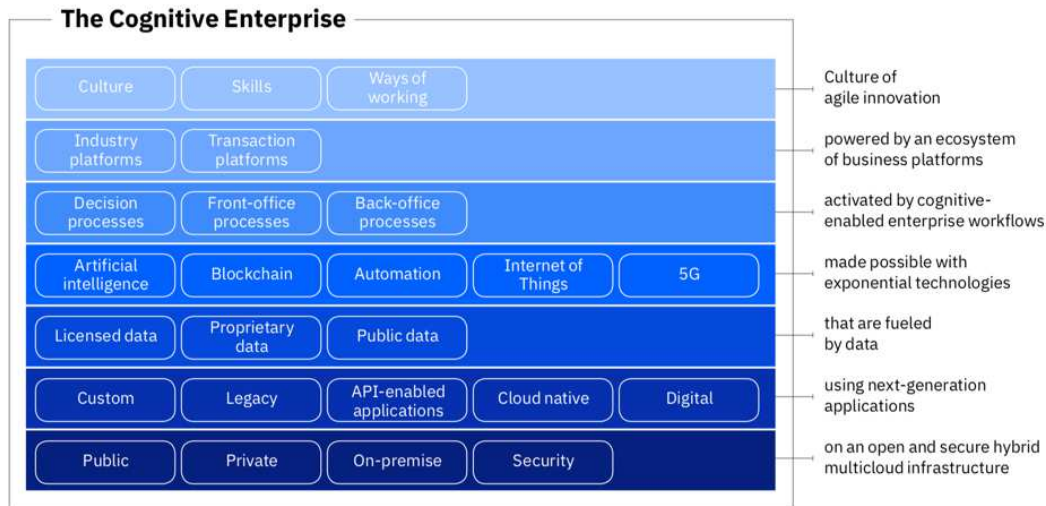 The Cognitive Enterprise
Culture
Skills
Ways of
working
Culture of
agile innovation
Industry
platforms
Transaction
platforms
powered by an ecosystem
of business platforms
Decision
processes
Front-office
processes
Back-office
processes
activated by cognitive-
enabled enterprise workflows
Artificial
intelligence
Blockchain
Automation
Internet of
Things
5G
made possible with
exponential technologies
Licensed data
Proprietary
data
Public data
that are fueled
by data
Custom
Legacy
API-enabled
applications
Cloud native
Digital
using next-generation
applications
Public
Private
On-premise
Security
on an open and secure hybrid
multicloud infrastructure